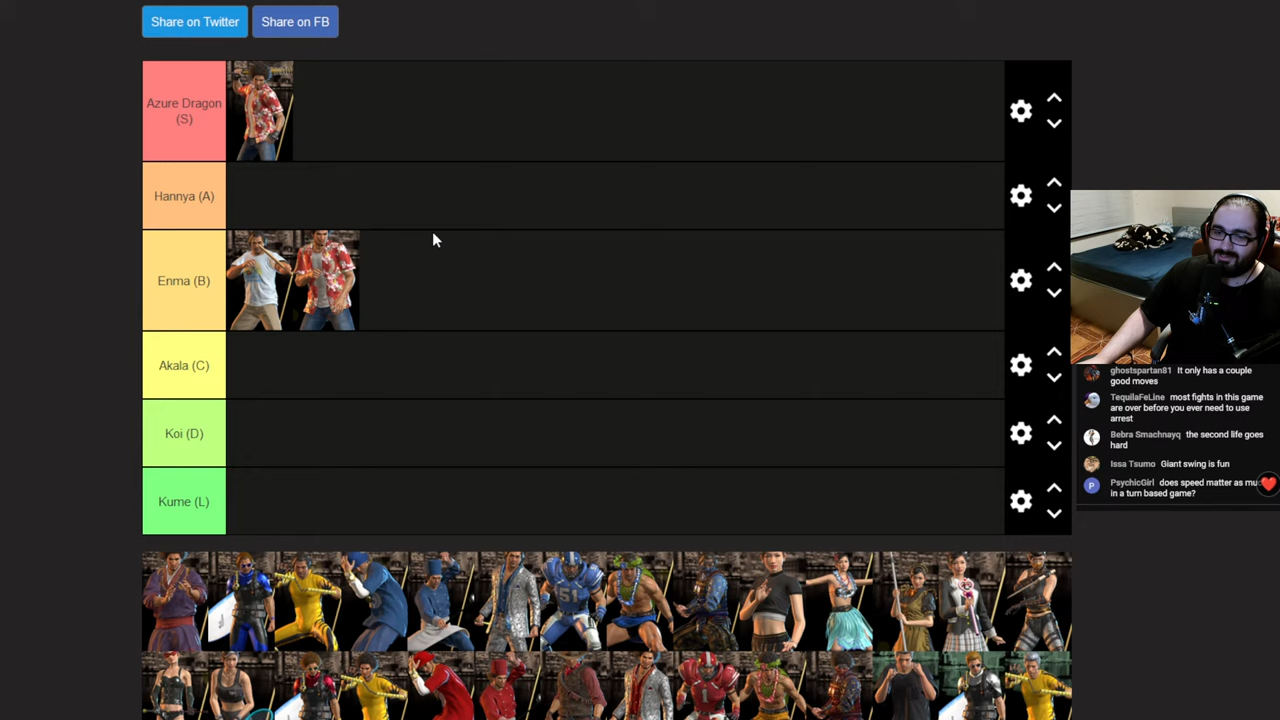 Share on Twitter
Share on FB
Azure Dragon
(S)
Hannya (A)
Enma (B)
Akala (C)
Koi (D)
Kume (L)
ghostspartan81 It only has a couple
good moves
TequilaFeLine most fights in this game
are over before you ever need to use
arrest
Bebra Smachnayq the second life goes
hard
Issa Tsumo Giant swing is fun
P
PsychicGirl does speed matter as mu
in a turn based game?
51
1